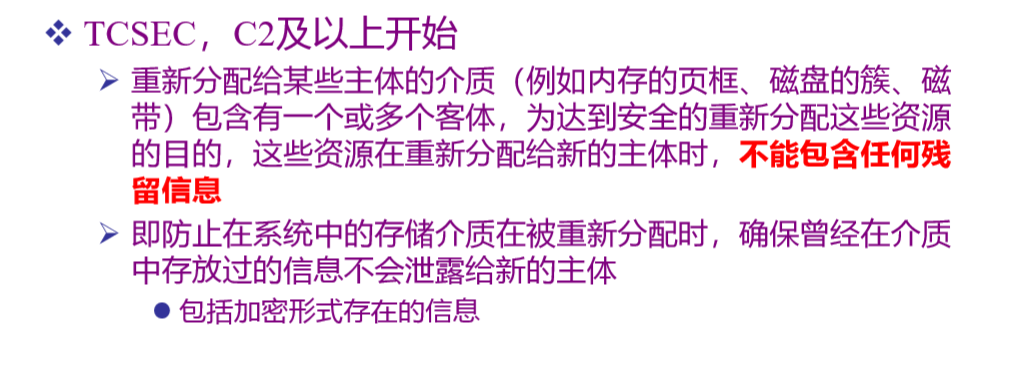 TCSEC，C2及以上开始
重新分配给某些主体的介质（例如内存的页框、磁盘的簇、磁
带）包含有一个或多个客体，为达到安全的重新分配这些资源
的目的，这些资源在重新分配给新的主体时，不能包含任何残
留信息
即防止在系统中的存储介质在被重新分配时，确保曾经在介质
中存放过的信息不会泄露给新的主体
包括加密形式存在的信息